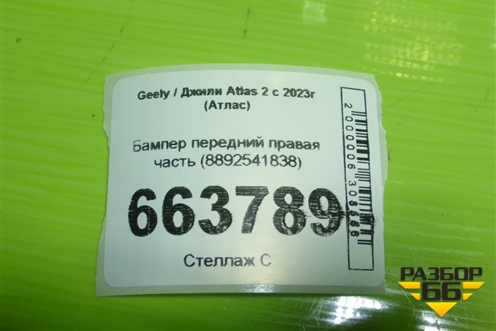 Geely / Джили Atlas 2 с 2023г
(Атлас)
Бампер передний правая
часть (8892541838)
663789
Стеллаж С
РАЗБОР
66